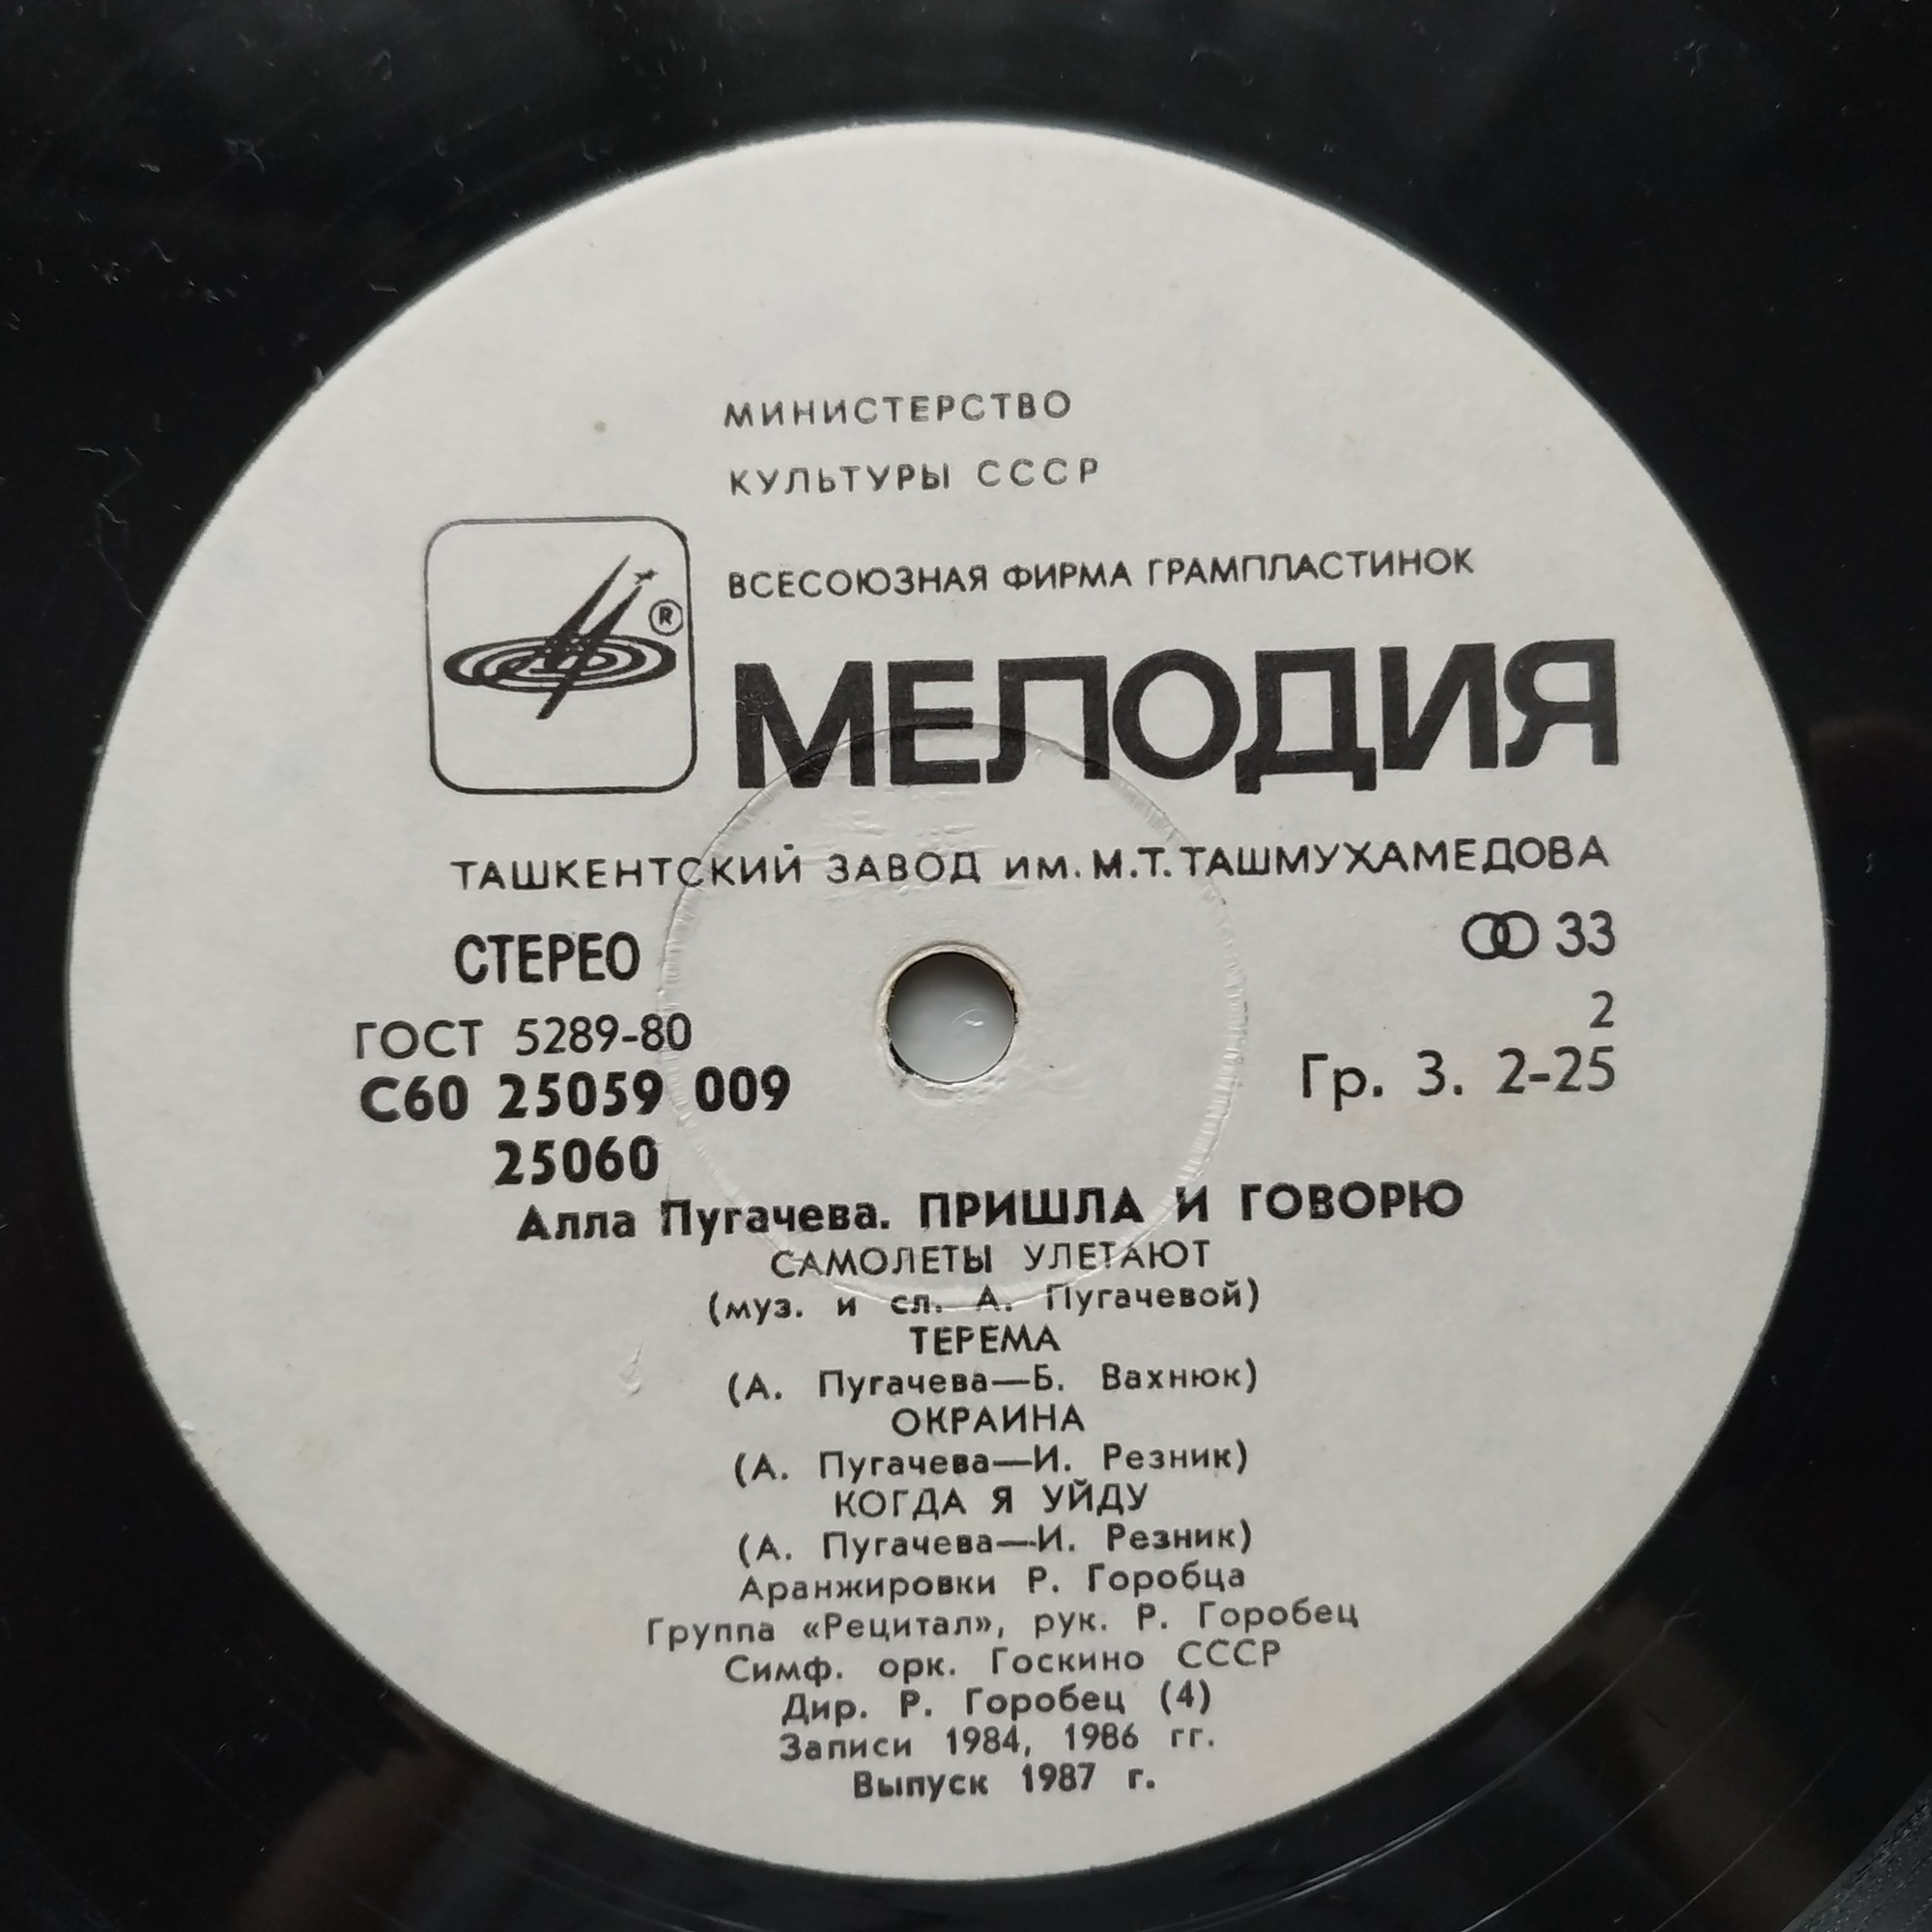 МИНИСТЕРСТВО
КУЛЬТУРЫ СССР
ВСЕСОЮЗНАЯ ФИРМА ГРАМПЛАСТИНОК
®
МЕЛОДИЯ
ТАШКЕНТСКИЙ ЗАВОД им. М.Т. ТАШМУХАМЕДОВА
СТЕРЕО 33
ГОСТ 5289-80 2
С60 25059 009 Гр. 3. 2-25
25060
Алла Пугачева. ПРИШЛА И ГОВОРЮ
САМОЛЕТЫ УЛЕТАЮТ
(муз. и сл. А. Пугачевой)
ТЕРЕМА
(А. Пугачева—Б. Вахнюк)
ОКРАИНА
(А. Пугачева—И. Резник)
КОГДА Я УЙДУ
(А. Пугачева—И. Резник)
Аранжировки Р. Горобца
Группа «Рецитал», рук. Р. Горобец
Симф. орк. Госкино СССР
Дир. Р. Горобец (4)
Записи 1984, 1986 гг.
Выпуск 1987 г.